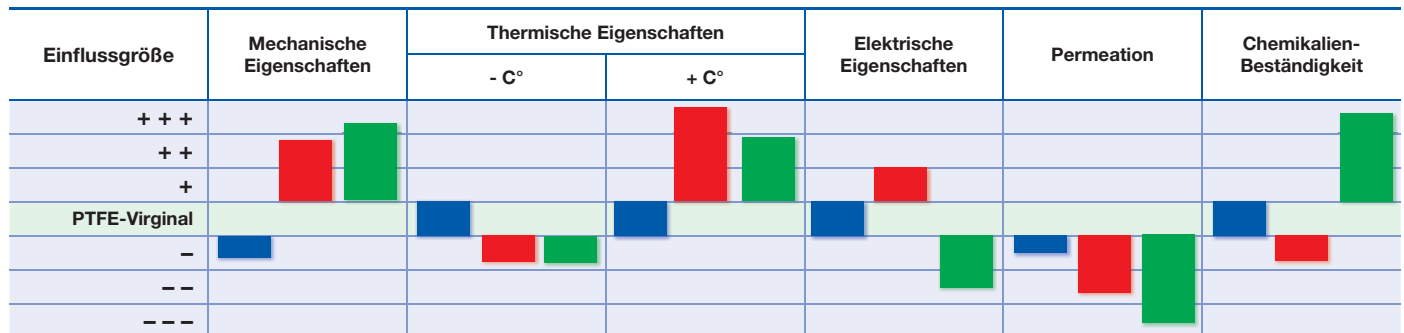 Einflussgröße
Mechanische
Eigenschaften
Thermische Eigenschaften
- C°
+ C°
Elektrische
Eigenschaften
Permeation
Chemikalien-
Beständigkeit
+ + +
+ +
+
PTFE-Virginal
–
– –
– – –